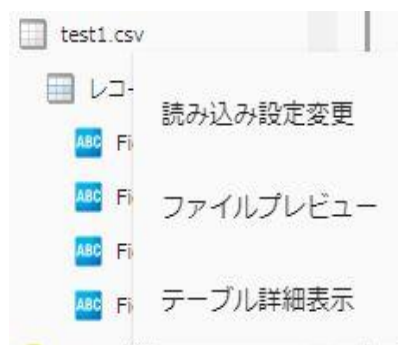 test1.csv
レコー
読み込み設定変更
ABC Fi
ABC Fi
ファイルプレビュー
ABC Fi
ABC Fi
テーブル詳細表示